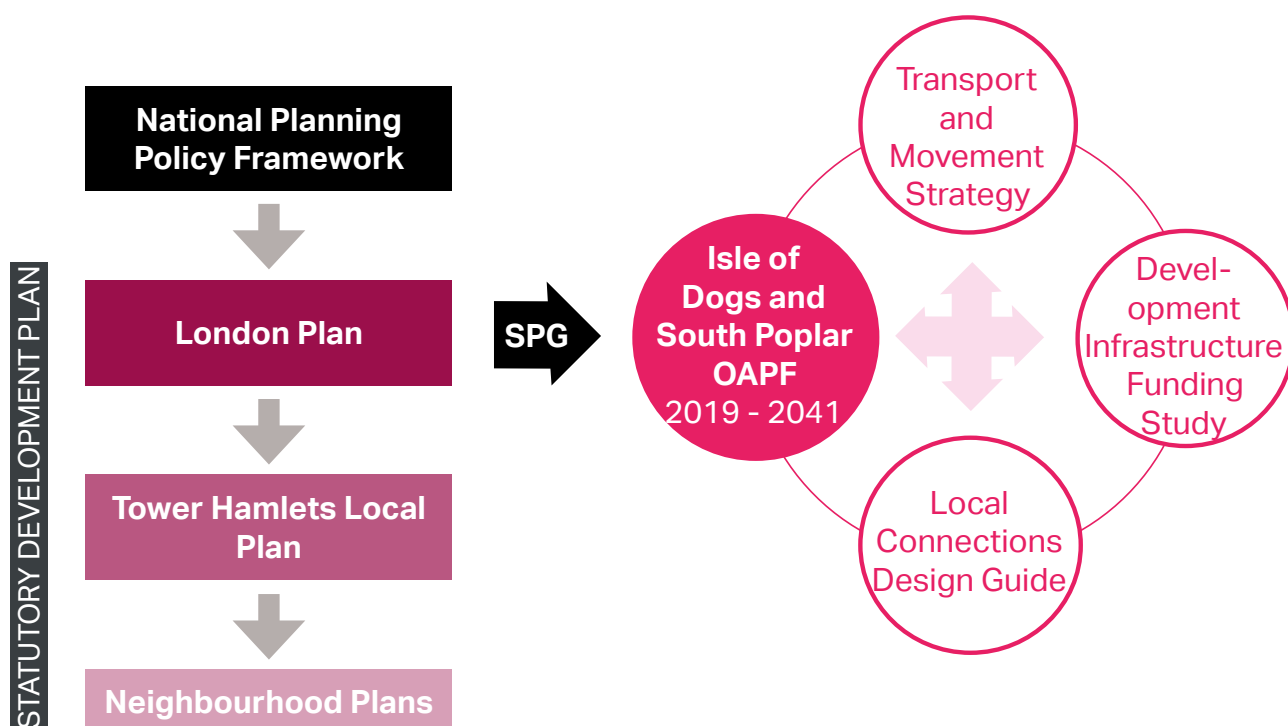 National Planning
Policy Framework
STATUTORY DEVELOPMENT PLAN
London Plan
Tower Hamlets Local
Plan
Neighbourhood Plans
SPG
Isle of
Dogs and
South Poplar
OAPF
2019 - 2041
Transport
and
Movement
Strategy
Devel-
opment
Infrastructure
Funding
Study
Local
Connections
Design Guide